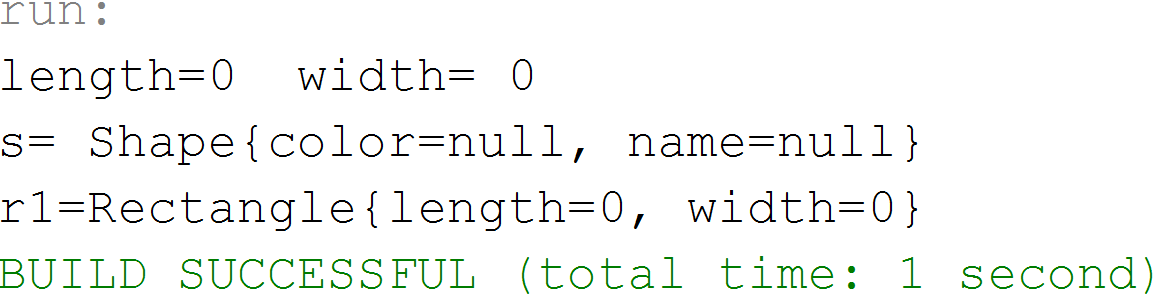 run:
length=0  width= 0
s= Shape{color=null, name=null}
r1=Rectangle{length=0, width=0}
BUILD SUCCESSFUL (total time: 1 second)